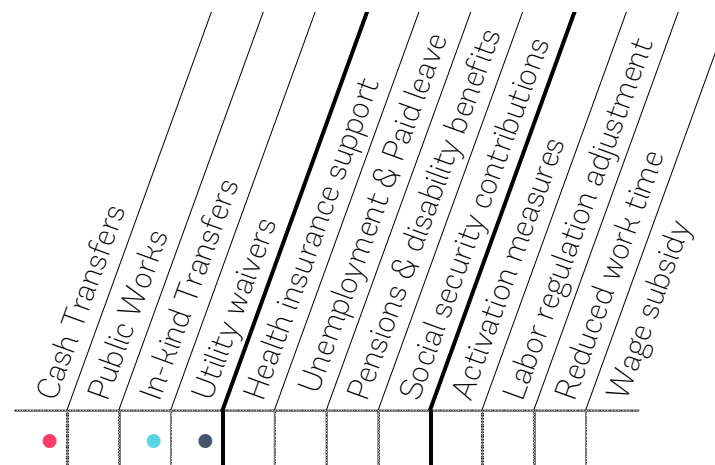 Cash Transfers
Public Works
In-kind Transfers
Utility waivers
Health insurance support
Unemployment & Paid leave
Pensions & disability benefits
Social security contributions
Activation measures
Labor regulation adjustment
Reduced work time
Wage subsidy